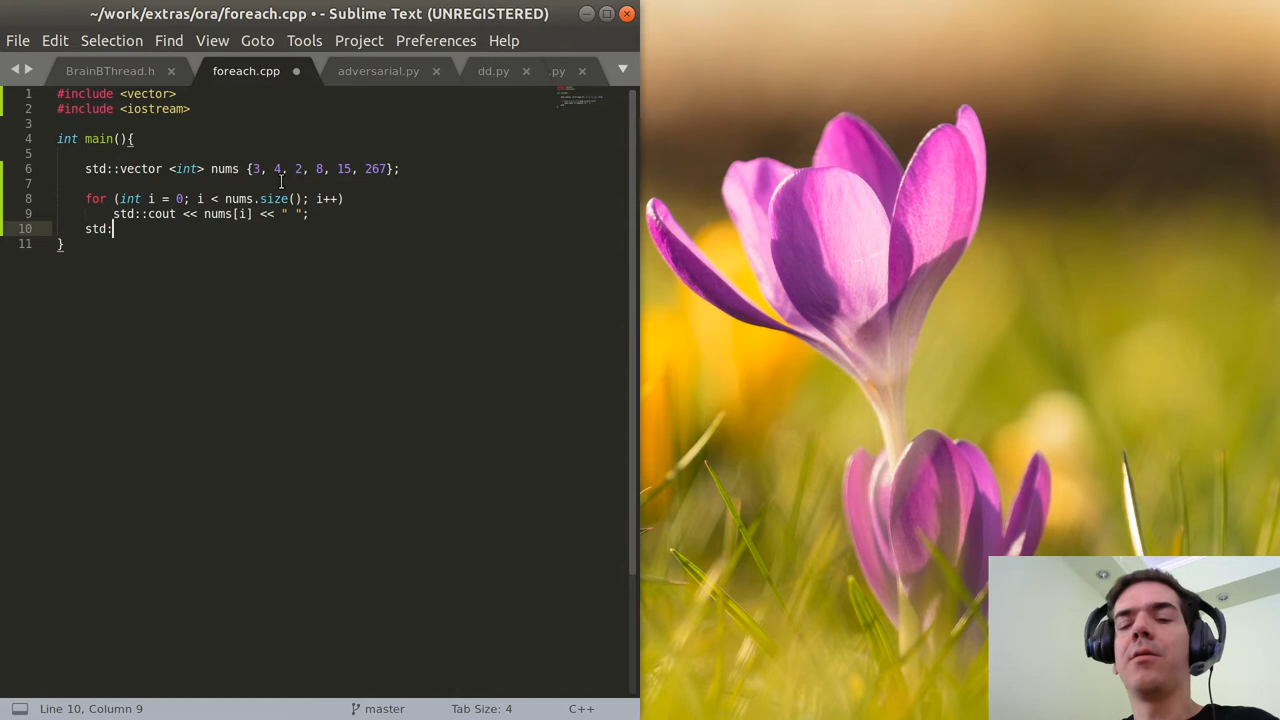 ~/work/extras/ora/foreach.cpp • - Sublime Text (UNREGISTERED)
File Edit Selection Find View Goto Tools Project Preferences Help
BrainBThread.h foreach.cpp adversarial.py dd.py .py
1 #include <vector>
2 #include <iostream>
3
4 int main(){
5
6 std::vector <int> nums {3, 4, 2, 8, 15, 267};
7
8 for (int i = 0; i < nums.size(); i++)
9 std::cout << nums[i] << " ";
10 std:
11 }
Line 10, Column 9 master Tab Size: 4 C++